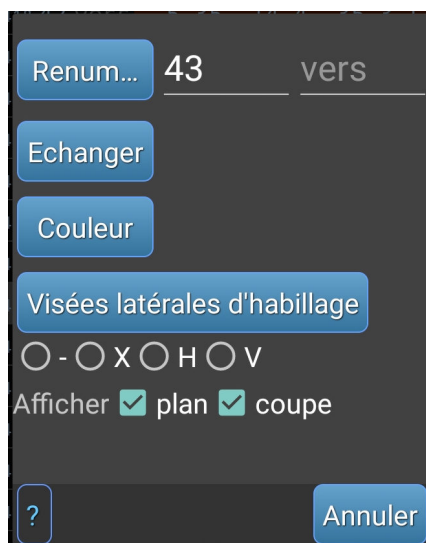 Renum... 43 vers
Echanger
Couleur
Visées latérales d'habillage
- X H V
Afficher plan coupe
? Annuler